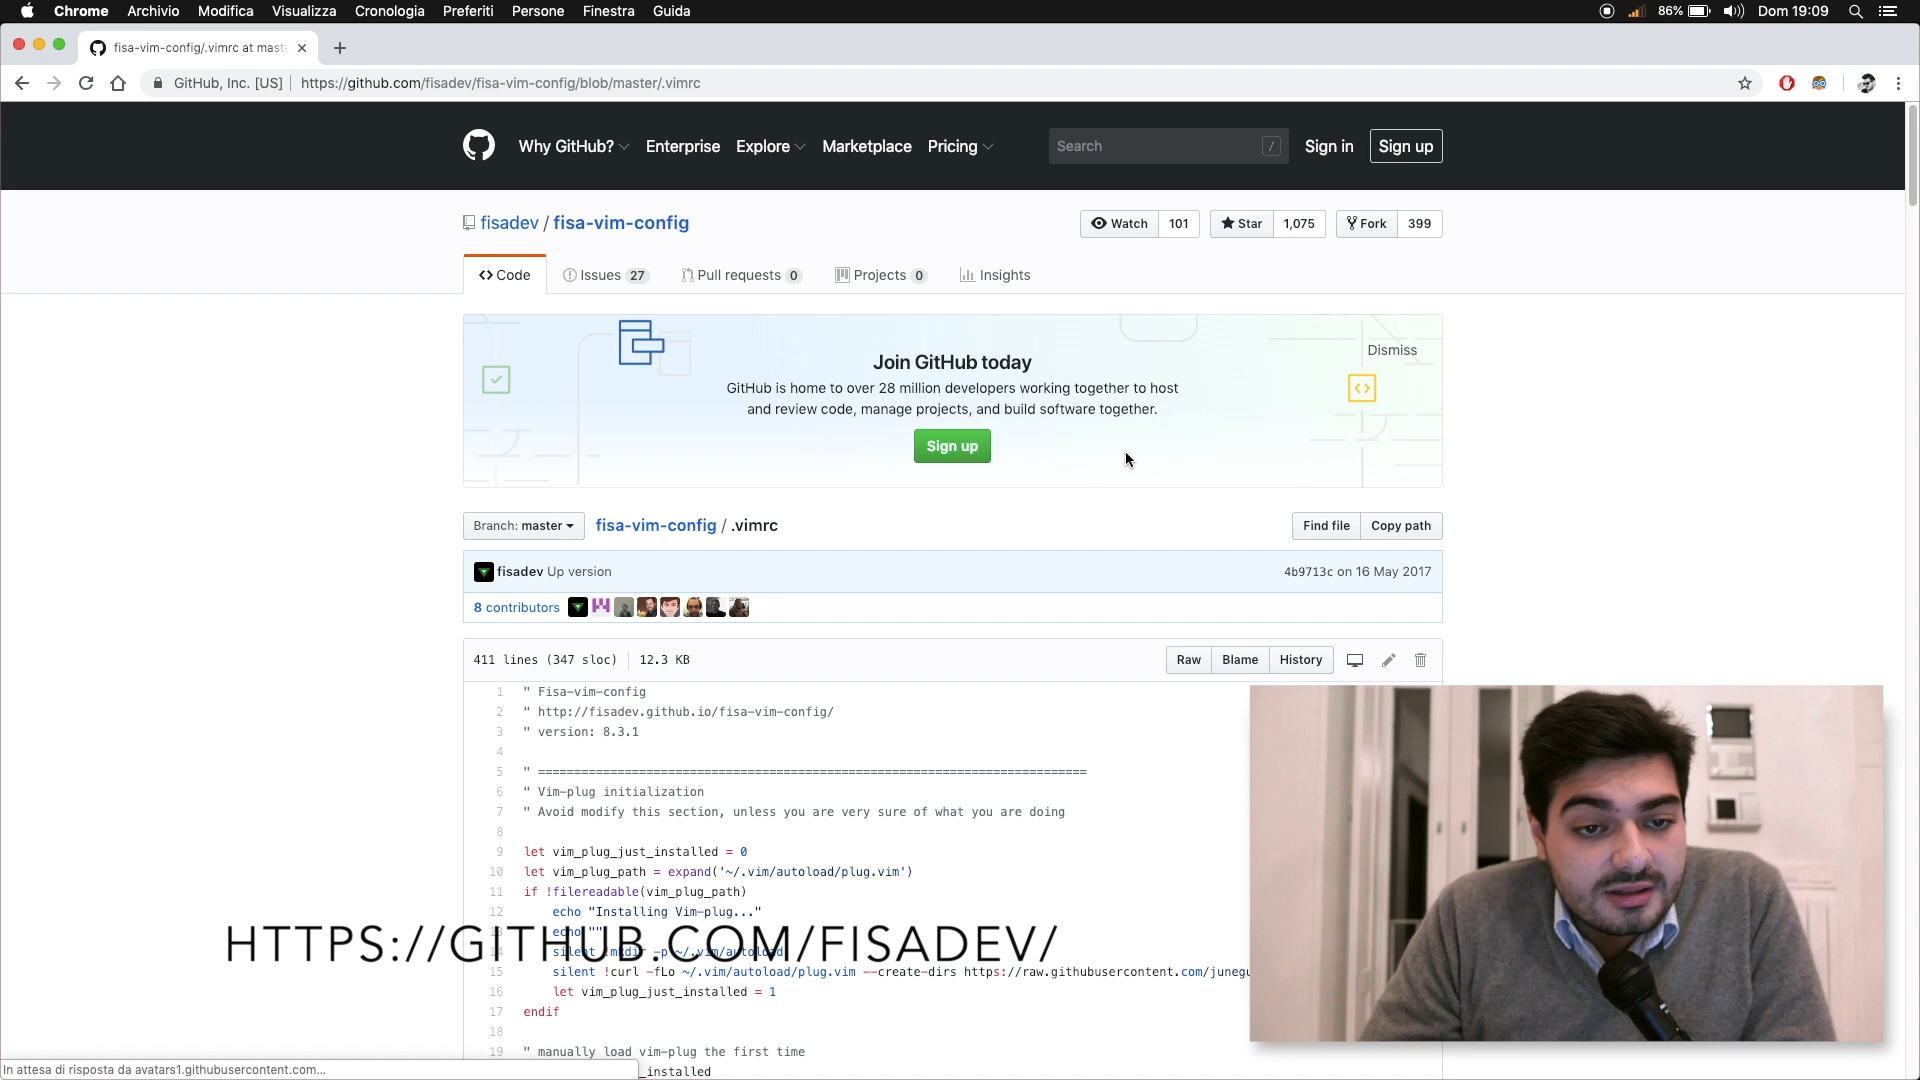 Chrome Archivio Modifica Visualizza Cronologia Preferiti Persone Finestra Guida 86% Dom 19:09
fisa-vim-config/.vimrc at mast
GitHub, Inc. [US] https://github.com/fisadev/fisa-vim-config/blob/master/.vimrc
Why GitHub? Enterprise Explore Marketplace Pricing Search / Sign in Sign up
fisadev / fisa-vim-config Watch 101 Star 1,075 Fork 399
Code Issues 27 Pull requests 0 Projects 0 Insights
Join GitHub today
Dismiss
GitHub is home to over 28 million developers working together to host
and review code, manage projects, and build software together.
Sign up
Branch: master fisa-vim-config / .vimrc Find file Copy path
fisadev Up version 4b9713c on 16 May 2017
8 contributors
411 lines (347 sloc) 12.3 KB Raw Blame History
1 " Fisa-vim-config
2 " http://fisadev.github.io/fisa-vim-config/
3 " version: 8.3.1
4
5 " ============================================================================
6 " Vim-plug initialization
7 " Avoid modify this section, unless you are very sure of what you are doing
8
9 let vim_plug_just_installed = 0
10 let vim_plug_path = expand('~/.vim/autoload/plug.vim')
11 if !filereadable(vim_plug_path)
12 echo "Installing Vim-plug..."
echo ""
silent !mkdir -p ~/.vim/autoload
HTTPS://GITHUB.COM/FISADEV/
15 silent !curl -fLo ~/.vim/autoload/plug.vim --create-dirs https://raw.githubusercontent.com/junegu
16 let vim_plug_just_installed = 1
17 endif
18
19 " manually load vim-plug the first time
_installed
In attesa di risposta da avatars1.githubusercontent.com...